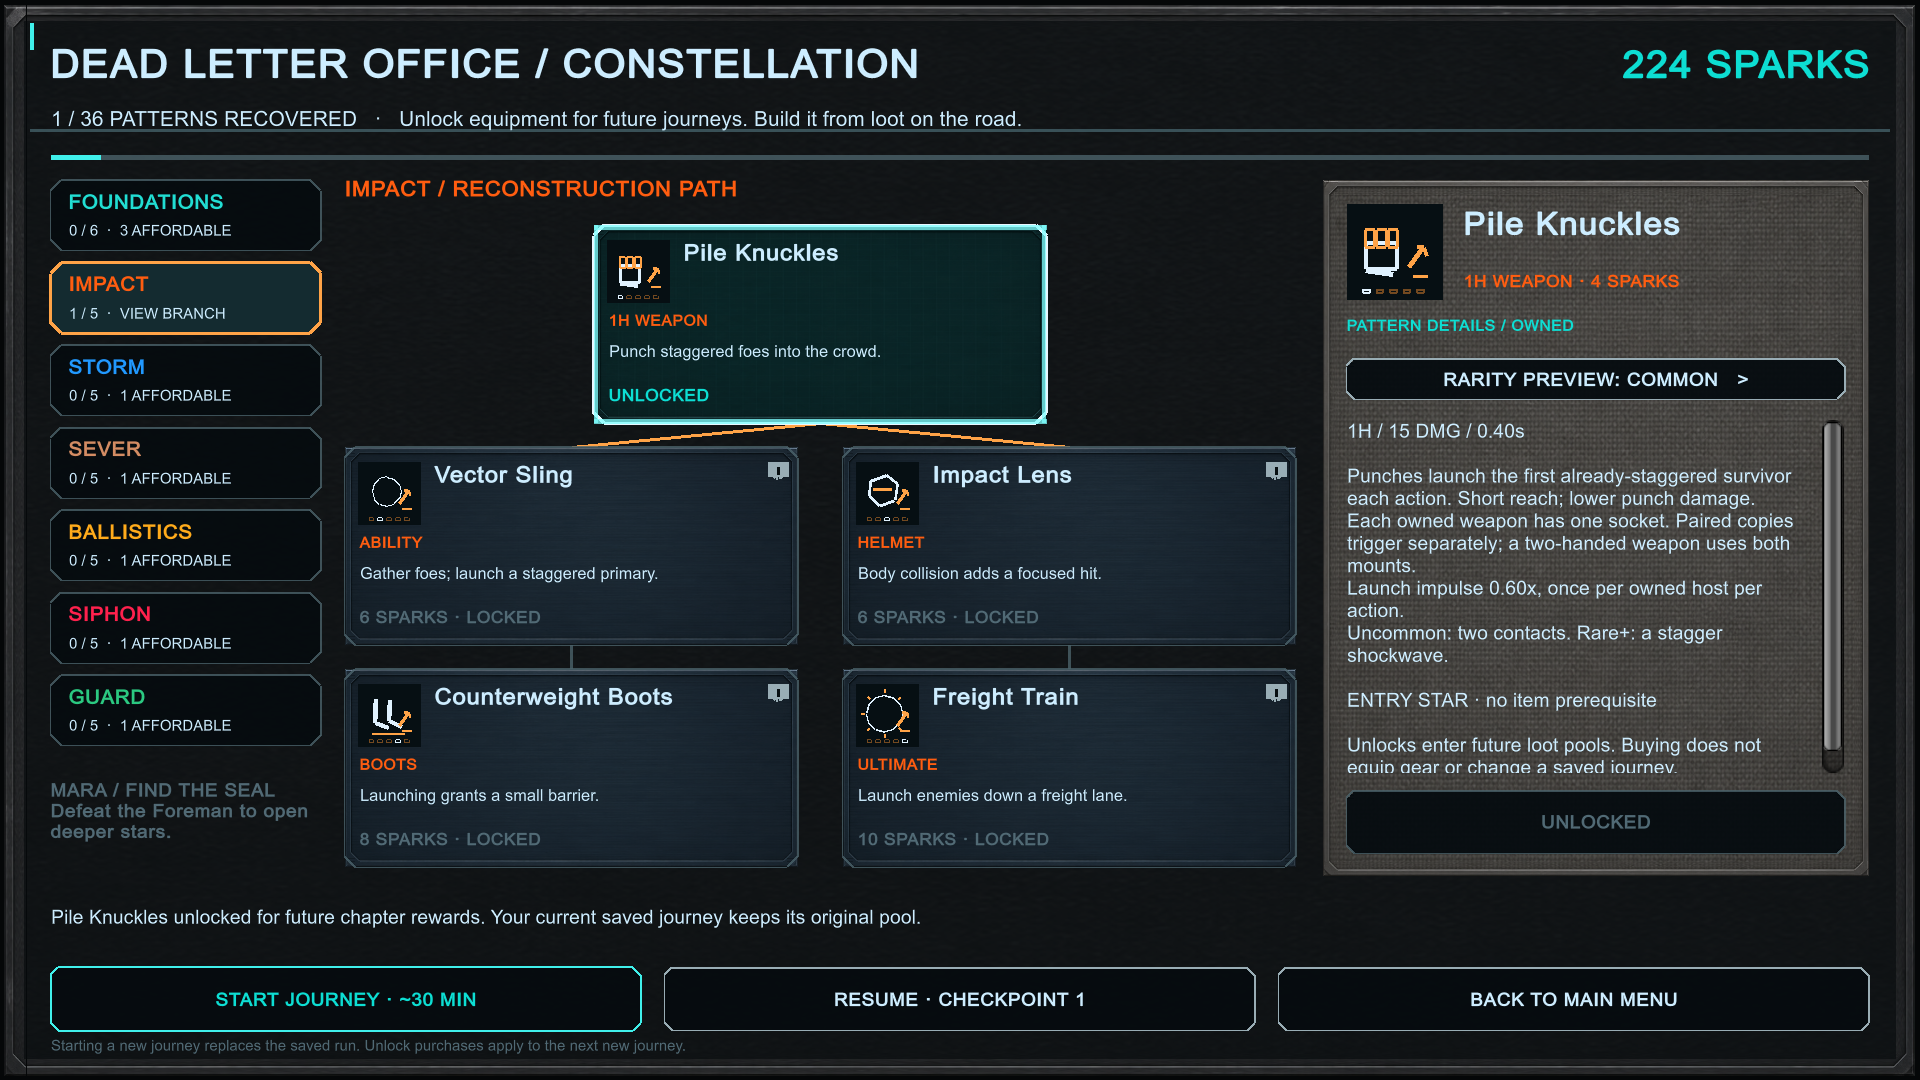 DEAD LETTER OFFICE / CONSTELLATION
224 SPARKS
1 / 36 PATTERNS RECOVERED · Unlock equipment for future journeys. Build it from loot on the road.
FOUNDATIONS
0 / 6 · 3 AFFORDABLE
IMPACT
1 / 5 · VIEW BRANCH
STORM
0 / 5 · 1 AFFORDABLE
SEVER
0 / 5 · 1 AFFORDABLE
BALLISTICS
0 / 5 · 1 AFFORDABLE
SIPHON
0 / 5 · 1 AFFORDABLE
GUARD
0 / 5 · 1 AFFORDABLE
MARA / FIND THE SEAL
Defeat the Foreman to open
deeper stars.
IMPACT / RECONSTRUCTION PATH
Pile Knuckles
1H WEAPON
Punch staggered foes into the crowd.
UNLOCKED
Vector Sling
ABILITY
Gather foes; launch a staggered primary.
6 SPARKS · LOCKED
Impact Lens
HELMET
Body collision adds a focused hit.
6 SPARKS · LOCKED
Counterweight Boots
BOOTS
Launching grants a small barrier.
8 SPARKS · LOCKED
Freight Train
ULTIMATE
Launch enemies down a freight lane.
10 SPARKS · LOCKED
Pile Knuckles
1H WEAPON · 4 SPARKS
PATTERN DETAILS / OWNED
RARITY PREVIEW: COMMON >
1H / 15 DMG / 0.40s
Punches launch the first already-staggered survivor
each action. Short reach; lower punch damage.
Each owned weapon has one socket. Paired copies
trigger separately; a two-handed weapon uses both
mounts.
Launch impulse 0.60x, once per owned host per
action.
Uncommon: two contacts. Rare+: a stagger
shockwave.
ENTRY STAR · no item prerequisite
Unlocks enter future loot pools. Buying does not
equip gear or change a saved journey.
UNLOCKED
Pile Knuckles unlocked for future chapter rewards. Your current saved journey keeps its original pool.
START JOURNEY · ~30 MIN
RESUME · CHECKPOINT 1
BACK TO MAIN MENU
Starting a new journey replaces the saved run. Unlock purchases apply to the next new journey.